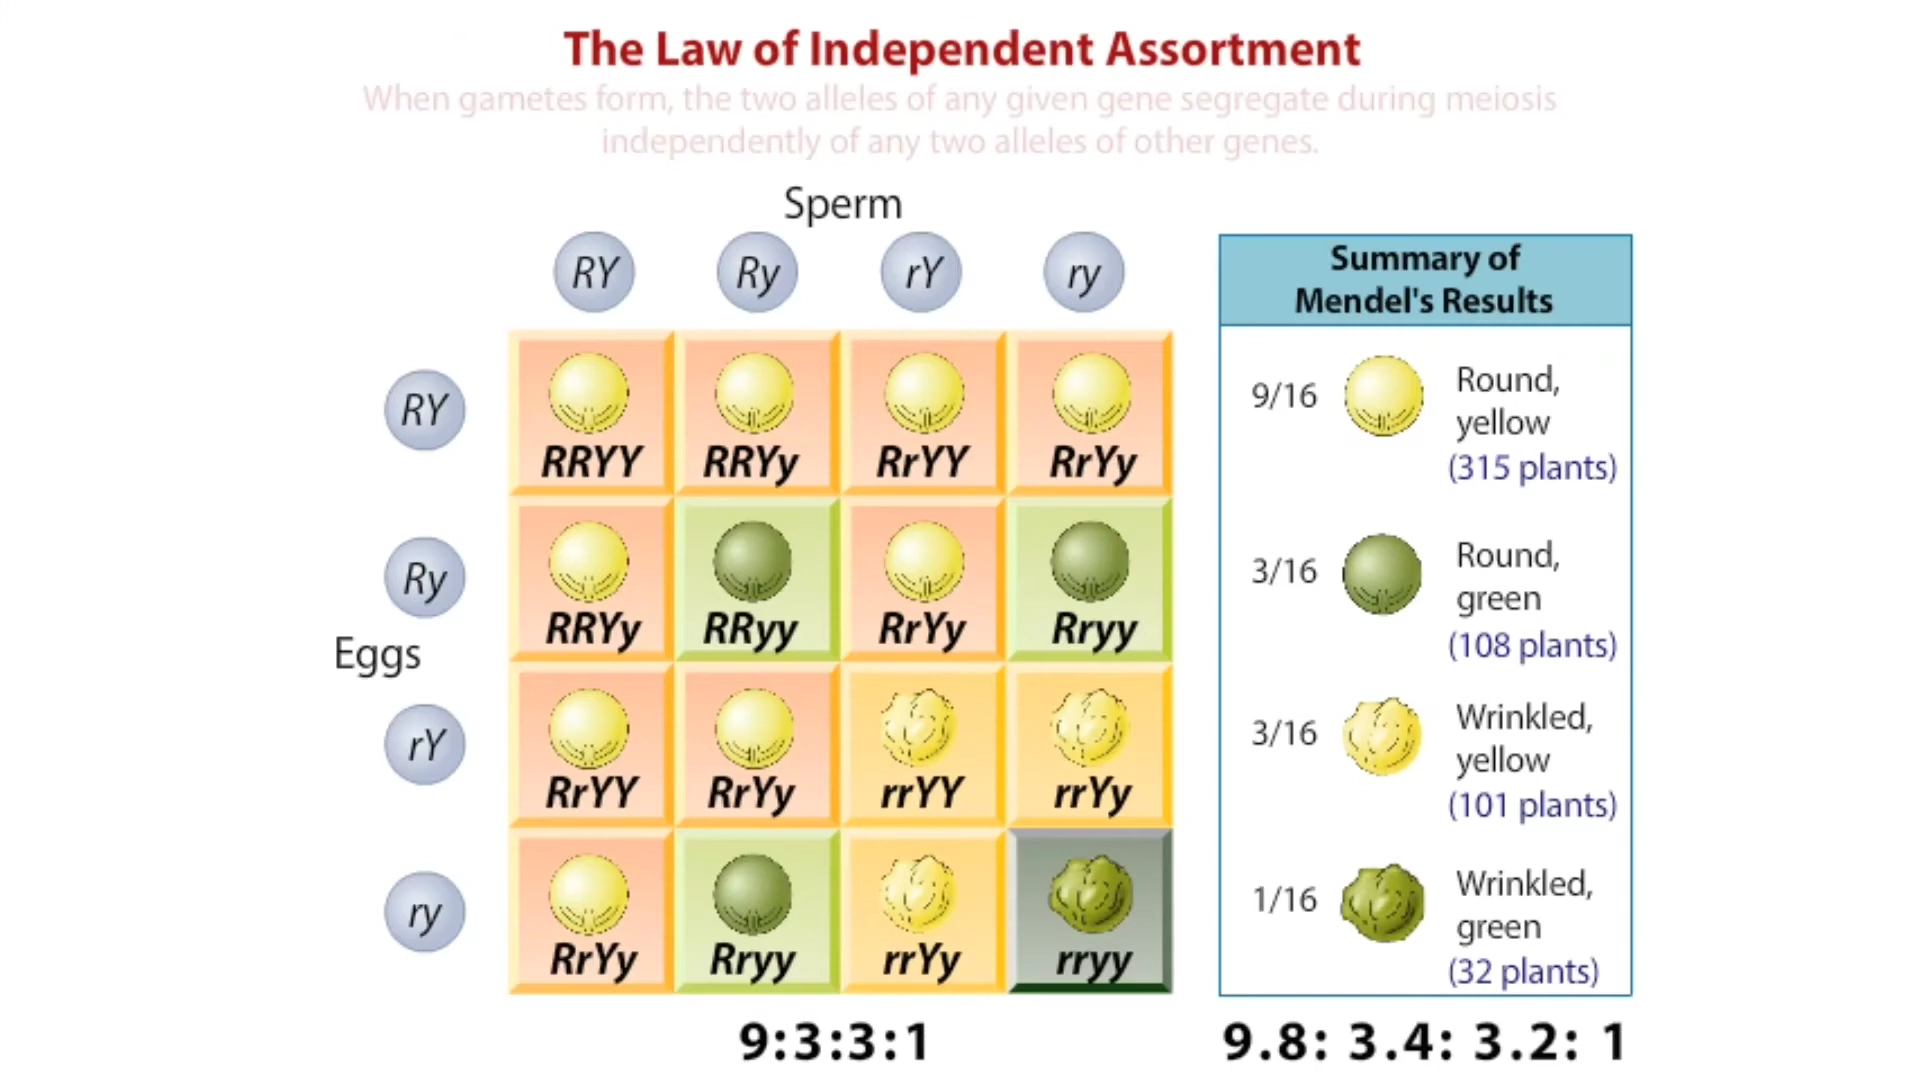 The Law of Independent Assortment
When gametes form, the two alleles of any given gene segregate during meiosis
independently of any two alleles of other genes.
Sperm
RY Ry rY ry
Eggs
RY
RRYY RRYy RrYY RrYy
Ry
RRYy RRyy RrYy Rryy
rY
RrYY RrYy rrYY rrYy
ry
RrYy Rryy rrYy rryy
9:3:3:1
Summary of
Mendel's Results
9/16
Round,
yellow
(315 plants)
3/16
Round,
green
(108 plants)
3/16
Wrinkled,
yellow
(101 plants)
1/16
Wrinkled,
green
(32 plants)
9.8: 3.4: 3.2: 1